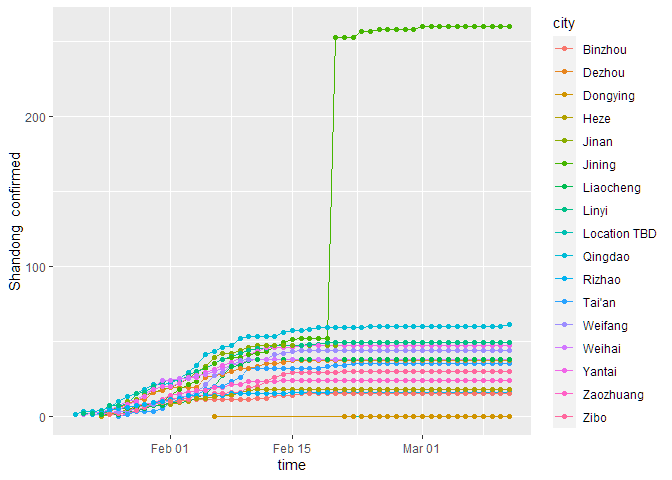 city
Binzhou
Dezhou
Dongying
Heze
Jinan
Jining
Liaocheng
Linyi
Location TBD
Qingdao
Rizhao
Tai'an
Weifang
Weihai
Yantai
Zaozhuang
Zibo
Shandong confirmed
200
100
0
Feb 01
Feb 15
Mar 01
time